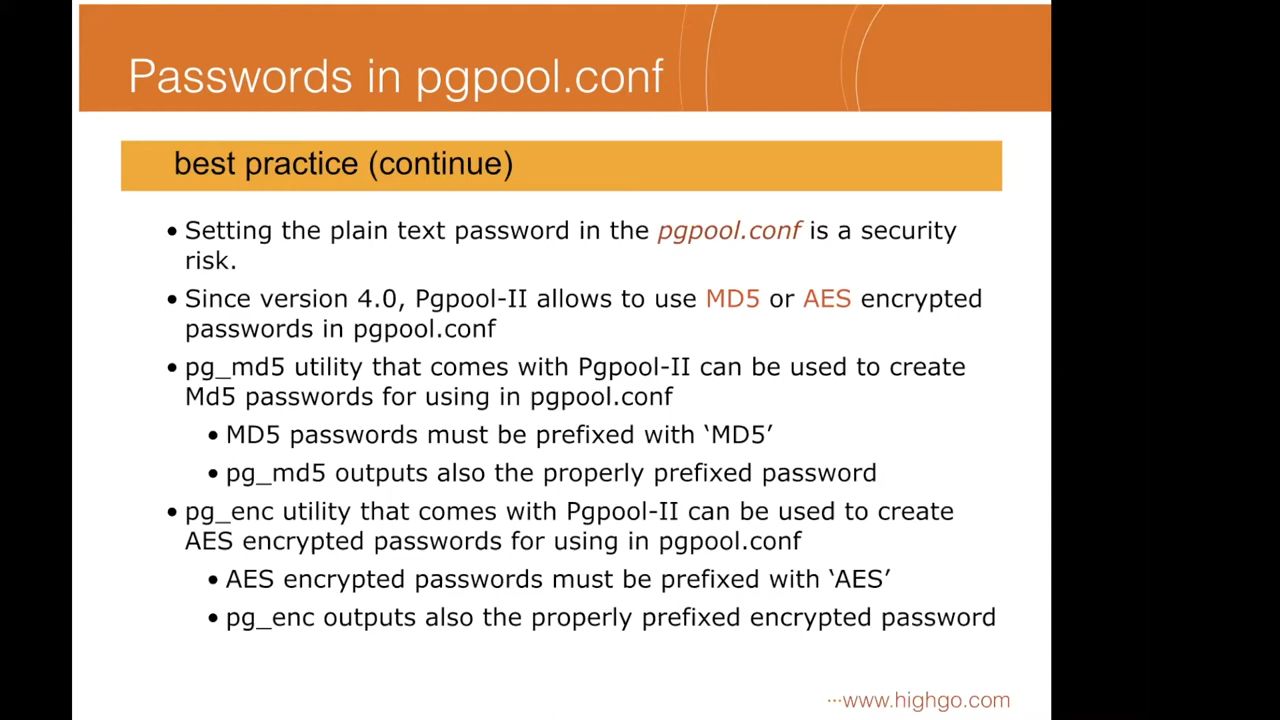 Passwords in pgpool.conf
best practice (continue)
• Setting the plain text password in the pgpool.conf is a security
risk.
• Since version 4.0, Pgpool-II allows to use MD5 or AES encrypted
passwords in pgpool.conf
• pg_md5 utility that comes with Pgpool-II can be used to create
Md5 passwords for using in pgpool.conf
• MD5 passwords must be prefixed with ‘MD5’
• pg_md5 outputs also the properly prefixed password
• pg_enc utility that comes with Pgpool-II can be used to create
AES encrypted passwords for using in pgpool.conf
• AES encrypted passwords must be prefixed with ‘AES’
• pg_enc outputs also the properly prefixed encrypted password
···www.highgo.com